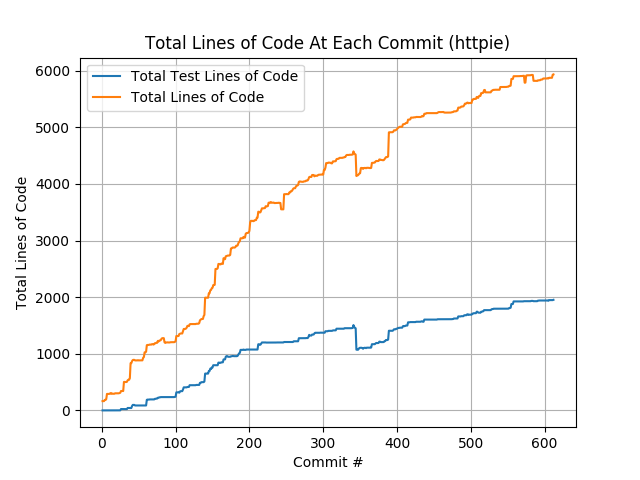 Total Lines of Code At Each Commit (httpie)
Total Test Lines of Code
Total Lines of Code
Total Lines of Code
6000
5000
4000
3000
2000
1000
0
0 100 200 300 400 500 600
Commit #